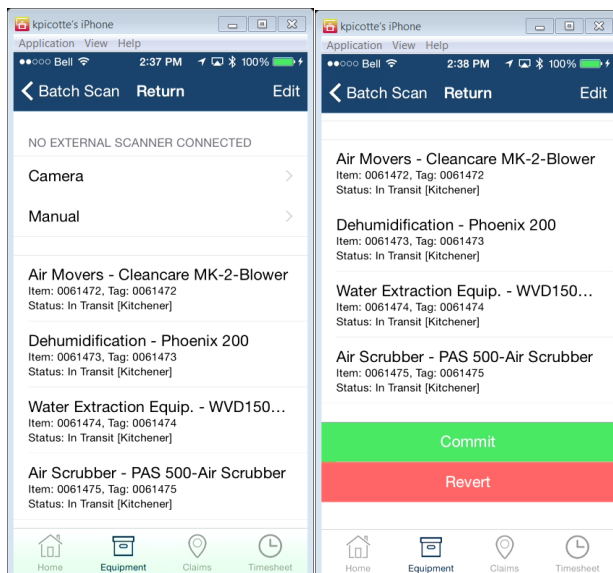 kpicotte's iPhone
Application View Help
Bell 2:37 PM 100%
Batch Scan Return Edit
NO EXTERNAL SCANNER CONNECTED
Camera
Manual
Air Movers - Cleancare MK-2-Blower
Item: 0061472, Tag: 0061472
Status: In Transit [Kitchener]
Dehumidification - Phoenix 200
Item: 0061473, Tag: 0061473
Status: In Transit [Kitchener]
Water Extraction Equip. - WVD150...
Item: 0061474, Tag: 0061474
Status: In Transit [Kitchener]
Air Scrubber - PAS 500-Air Scrubber
Item: 0061475, Tag: 0061475
Status: In Transit [Kitchener]
Home Equipment Claims Timesheet
kpicotte's iPhone
Application View Help
Bell 2:38 PM 100%
Batch Scan Return Edit
Air Movers - Cleancare MK-2-Blower
Item: 0061472, Tag: 0061472
Status: In Transit [Kitchener]
Dehumidification - Phoenix 200
Item: 0061473, Tag: 0061473
Status: In Transit [Kitchener]
Water Extraction Equip. - WVD150...
Item: 0061474, Tag: 0061474
Status: In Transit [Kitchener]
Air Scrubber - PAS 500-Air Scrubber
Item: 0061475, Tag: 0061475
Status: In Transit [Kitchener]
Commit
Revert
Home Equipment Claims Timesheet